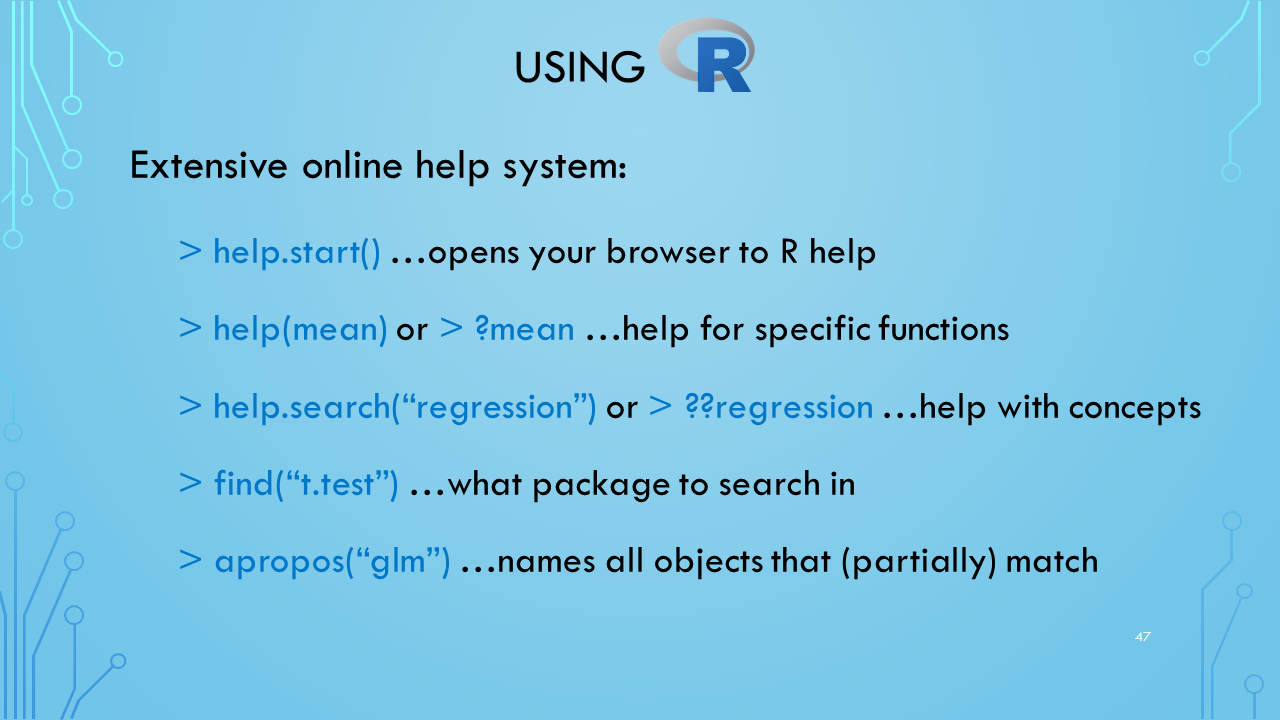 USING R
Extensive online help system:
> help.start() …opens your browser to R help
> help(mean) or > ?mean …help for specific functions
> help.search(“regression”) or > ??regression …help with concepts
> find(“t.test”) …what package to search in
> apropos(“glm”) …names all objects that (partially) match
47